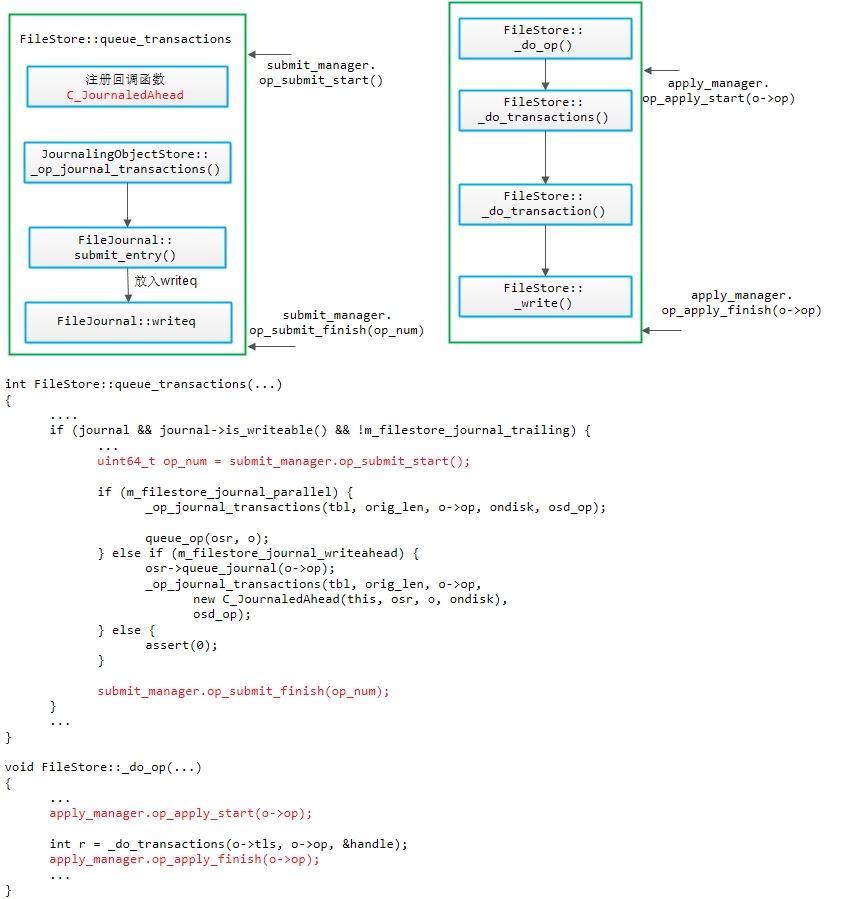 FileStore::queue_transactions
注册回调函数
C_JournaledAhead
JournalingObjectStore::
_op_journal_transactions()
FileJournal::
submit_entry()
放入writeq
FileJournal::writeq
submit_manager.
op_submit_start()
submit_manager.
op_submit_finish(op_num)
FileStore::
_do_op()
FileStore::
_do_transactions()
FileStore::
_do_transaction()
FileStore::
_write()
apply_manager.
op_apply_start(o->op)
apply_manager.
op_apply_finish(o->op)
int FileStore::queue_transactions(...)
{
....
if (journal && journal->is_writeable() && !m_filestore_journal_trailing) {
...
uint64_t op_num = submit_manager.op_submit_start();
if (m_filestore_journal_parallel) {
_op_journal_transactions(tbl, orig_len, o->op, ondisk, osd_op);
queue_op(osr, o);
} else if (m_filestore_journal_writeahead) {
osr->queue_journal(o->op);
_op_journal_transactions(tbl, orig_len, o->op,
new C_JournaledAhead(this, osr, o, ondisk),
osd_op);
} else {
assert(0);
}
submit_manager.op_submit_finish(op_num);
}
...
}
void FileStore::_do_op(...)
{
...
apply_manager.op_apply_start(o->op);
int r = _do_transactions(o->tls, o->op, &handle);
apply_manager.op_apply_finish(o->op);
...
}